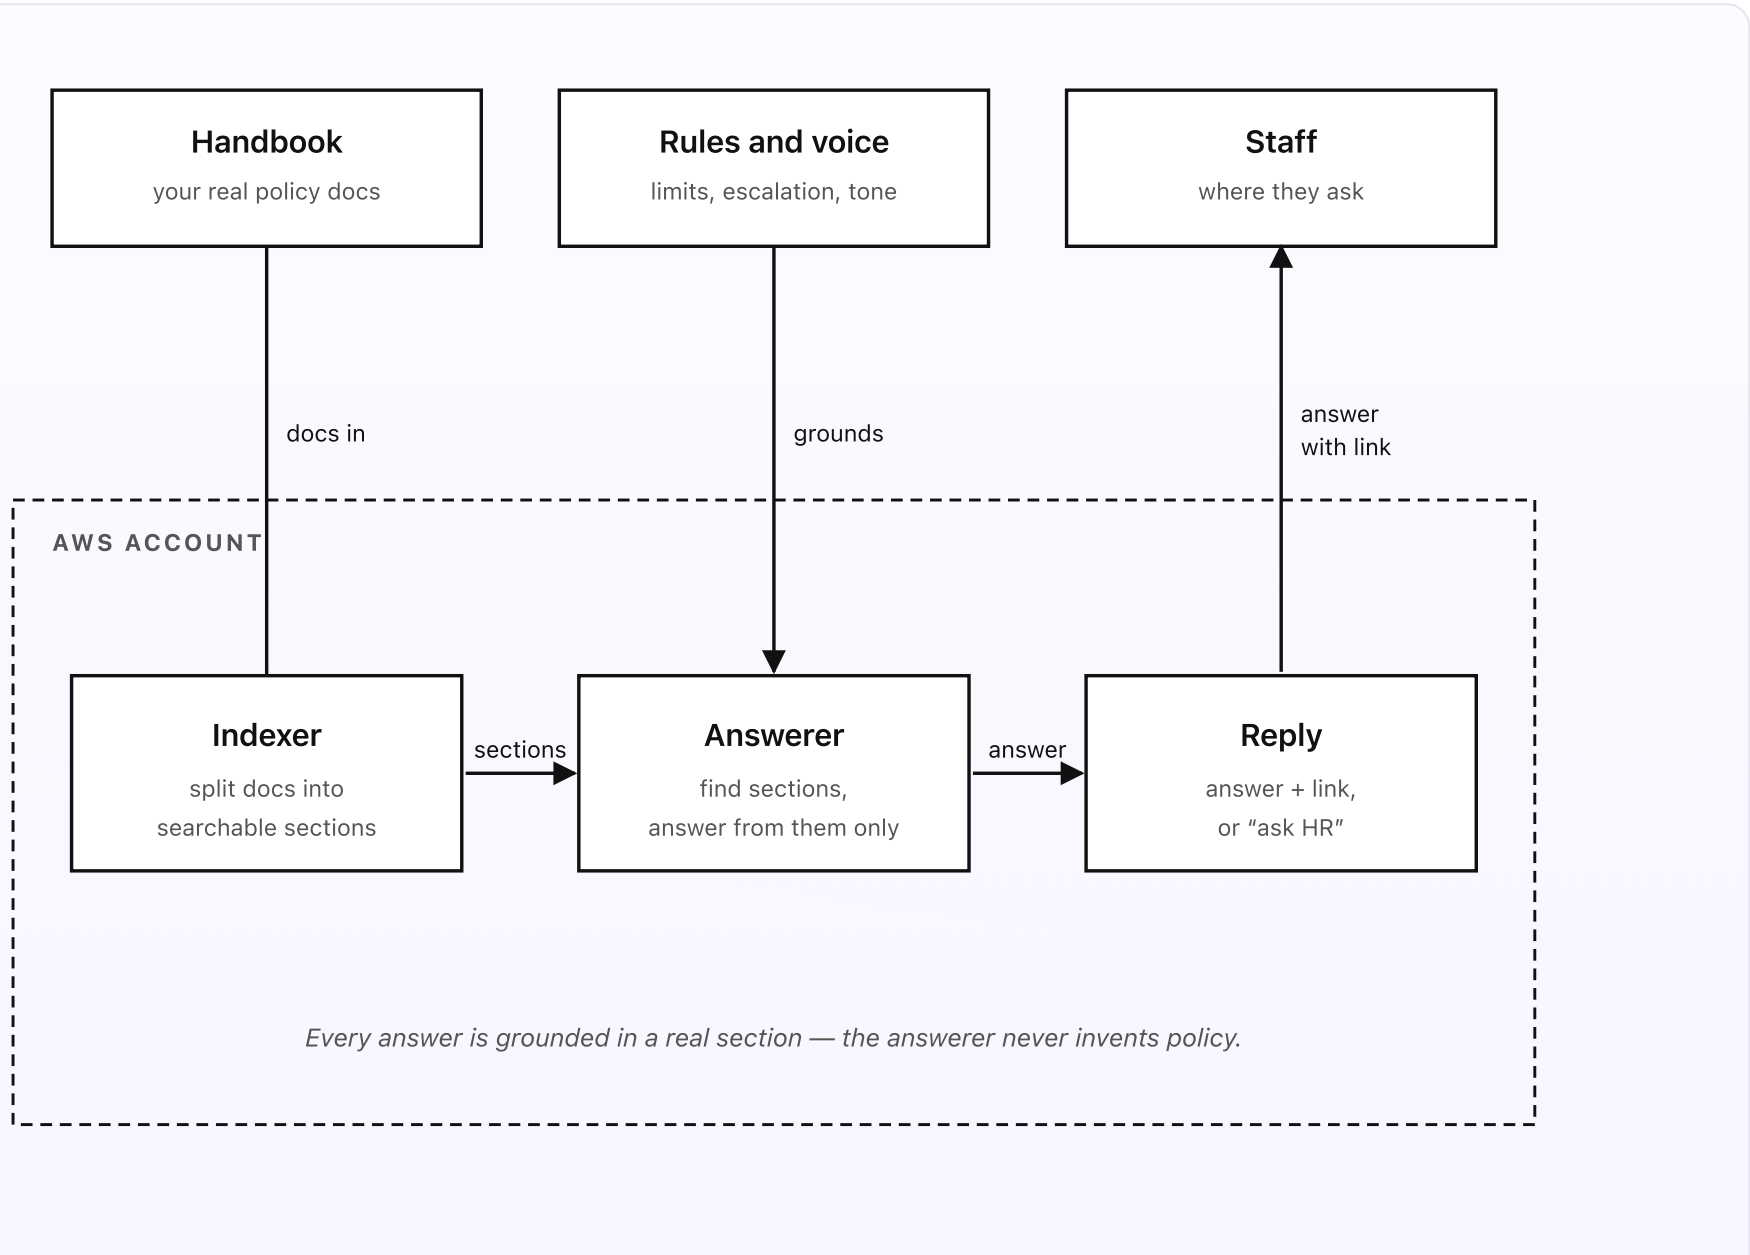 Handbook
your real policy docs
Rules and voice
limits, escalation, tone
Staff
where they ask
docs in
grounds
answer
with link
AWS ACCOUNT
Indexer
split docs into
searchable sections
sections
Answerer
find sections,
answer from them only
answer
Reply
answer + link,
or “ask HR”
Every answer is grounded in a real section — the answerer never invents policy.